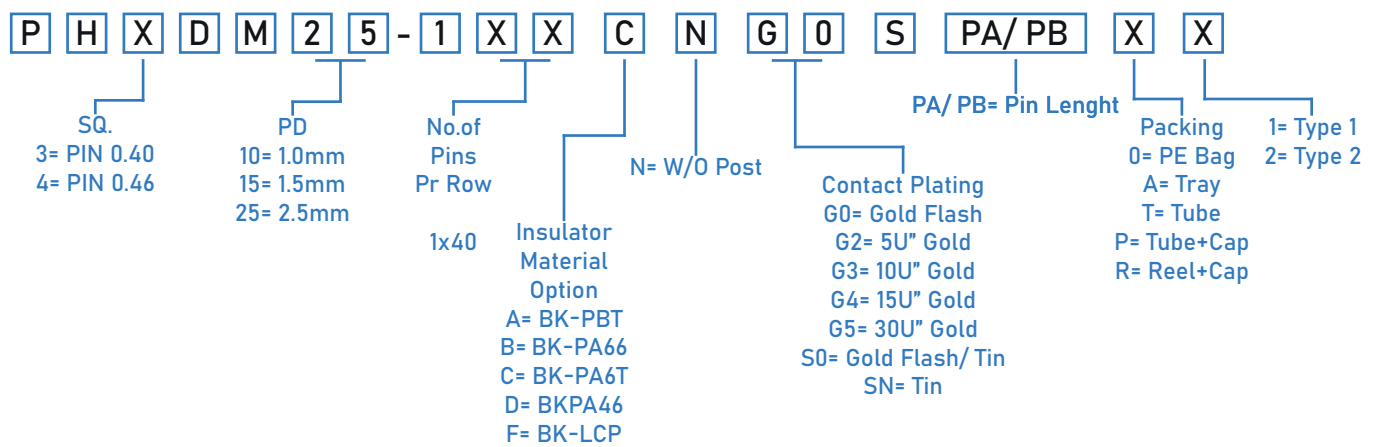 P H X D M 2 5 - 1 X X C N G 0 S PA/ PB X X
SQ.
3= PIN 0.40
4= PIN 0.46
PD
10= 1.0mm
15= 1.5mm
25= 2.5mm
No.of
Pins
Pr Row
1x40
Insulator
Material
Option
A= BK-PBT
B= BK-PA66
C= BK-PA6T
D= BKPA46
F= BK-LCP
N= W/O Post
Contact Plating
G0= Gold Flash
G2= 5U" Gold
G3= 10U" Gold
G4= 15U" Gold
G5= 30U" Gold
S0= Gold Flash/ Tin
SN= Tin
PA/ PB= Pin Lenght
Packing
0= PE Bag
A= Tray
T= Tube
P= Tube+Cap
R= Reel+Cap
1= Type 1
2= Type 2